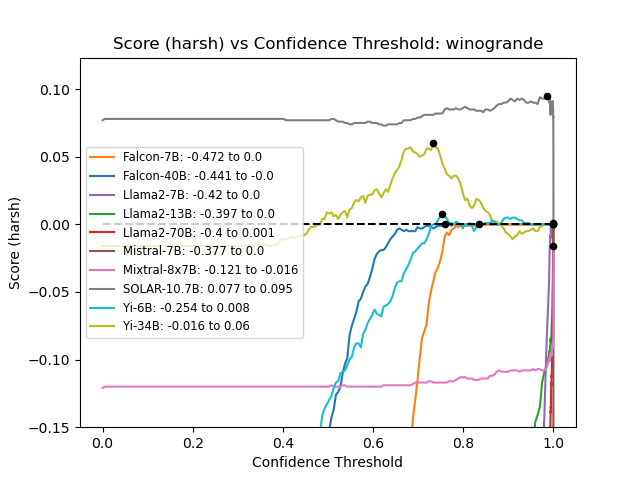 Score (harsh) vs Confidence Threshold: winogrande
0.10
0.05
0.00
−0.05
−0.10
−0.15
Score (harsh)
Falcon-7B: -0.472 to 0.0
Falcon-40B: -0.441 to -0.0
Llama2-7B: -0.42 to -0.0
Llama2-13B: -0.397 to 0.0
Llama2-70B: -0.4 to 0.001
Mistral-7B: -0.377 to 0.0
Mixtral-8x7B: -0.121 to -0.016
SOLAR-10.7B: 0.077 to 0.095
Yi-6B: -0.254 to 0.008
Yi-34B: -0.016 to 0.06
0.0 0.2 0.4 0.6 0.8 1.0
Confidence Threshold